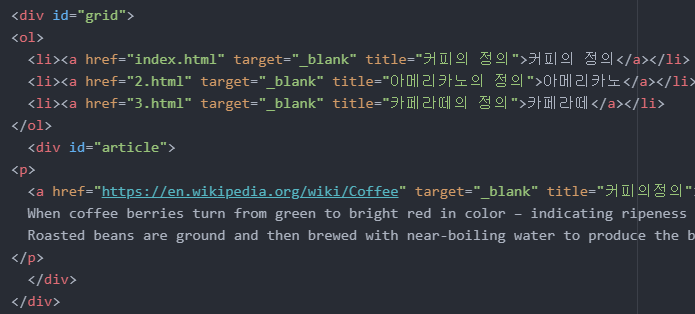 <div id="grid">
<ol>
<li><a href="index.html" target="_blank" title="커피의 정의">커피의 정의</a></li>
<li><a href="2.html" target="_blank" title="아메리카노의 정의">아메리카노</a></li>
<li><a href="3.html" target="_blank" title="카페라떼의 정의">카페라떼</a></li>
</ol>
<div id="article">
<p>
<a href="https://en.wikipedia.org/wiki/Coffee" target="_blank" title="커피의정의"
When coffee berries turn from green to bright red in color – indicating ripeness
Roasted beans are ground and then brewed with near-boiling water to produce the b
</p>
</div>
</div>